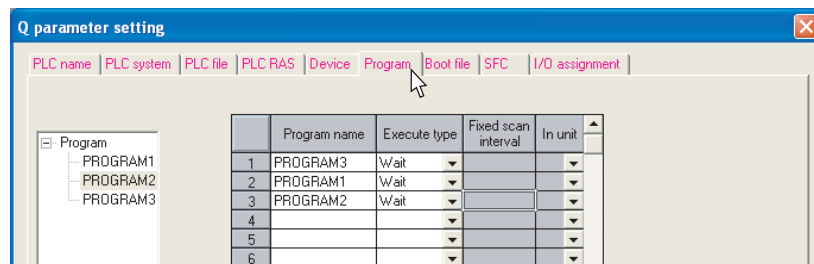 Q parameter setting
PLC name PLC system PLC file PLC RAS Device Program Boot file SFC I/O assignment
Program
PROGRAM1
PROGRAM2
PROGRAM3
Program name Execute type Fixed scan interval In unit
1 PROGRAM3 Wait
2 PROGRAM1 Wait
3 PROGRAM2 Wait
4
5
6